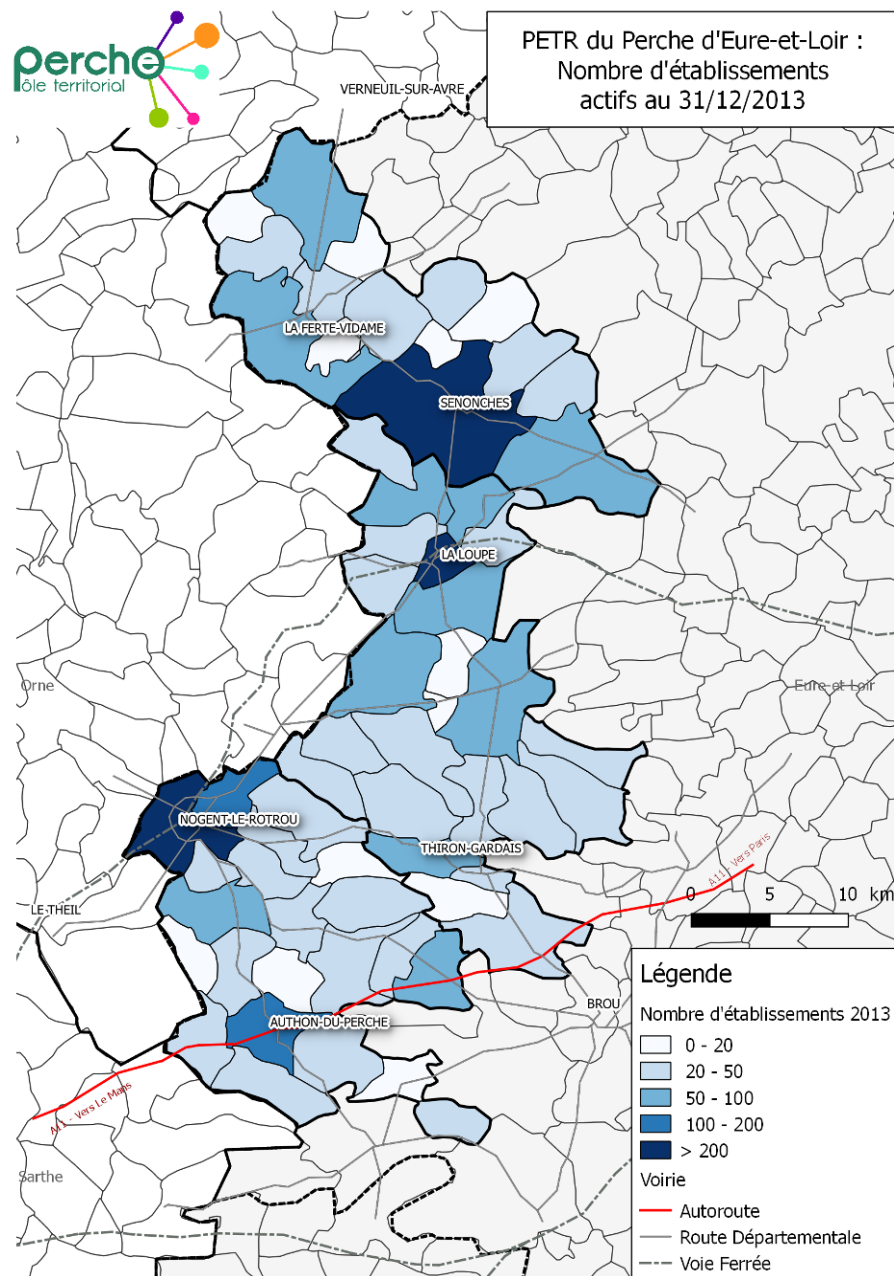 perche
pôle territorial
PETR du Perche d'Eure-et-Loir :
Nombre d'établissements
actifs au 31/12/2013
VERNEUIL-SUR-AVRE
LA FERTE-VIDAME
SENONCHES
LA LOUPE
Orne
Eure-et-Loir
NOGENT-LE-ROTROU
THIRON-GARDAIS
A11 - Vers Paris
LE-THEIL
0 5 10 km
BROU
AUTHON-DU-PERCHE
A11 - Vers Le Mans
Sarthe
Légende
Nombre d'établissements 2013
0 - 20
20 - 50
50 - 100
100 - 200
> 200
Voirie
Autoroute
Route Départementale
Voie Ferrée